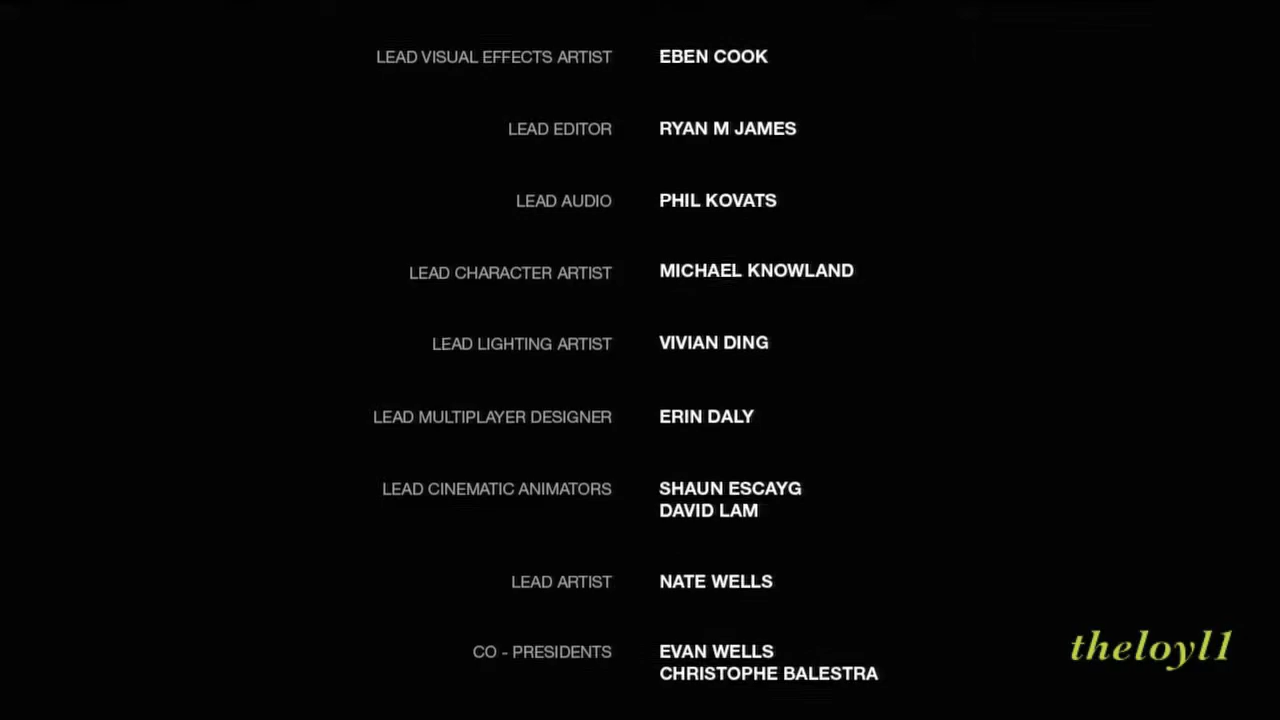 LEAD VISUAL EFFECTS ARTIST EBEN COOK
LEAD EDITOR RYAN M JAMES
LEAD AUDIO PHIL KOVATS
LEAD CHARACTER ARTIST MICHAEL KNOWLAND
LEAD LIGHTING ARTIST VIVIAN DING
LEAD MULTIPLAYER DESIGNER ERIN DALY
LEAD CINEMATIC ANIMATORS SHAUN ESCAYG
DAVID LAM
LEAD ARTIST NATE WELLS
CO - PRESIDENTS EVAN WELLS
CHRISTOPHE BALESTRA
theloyl1